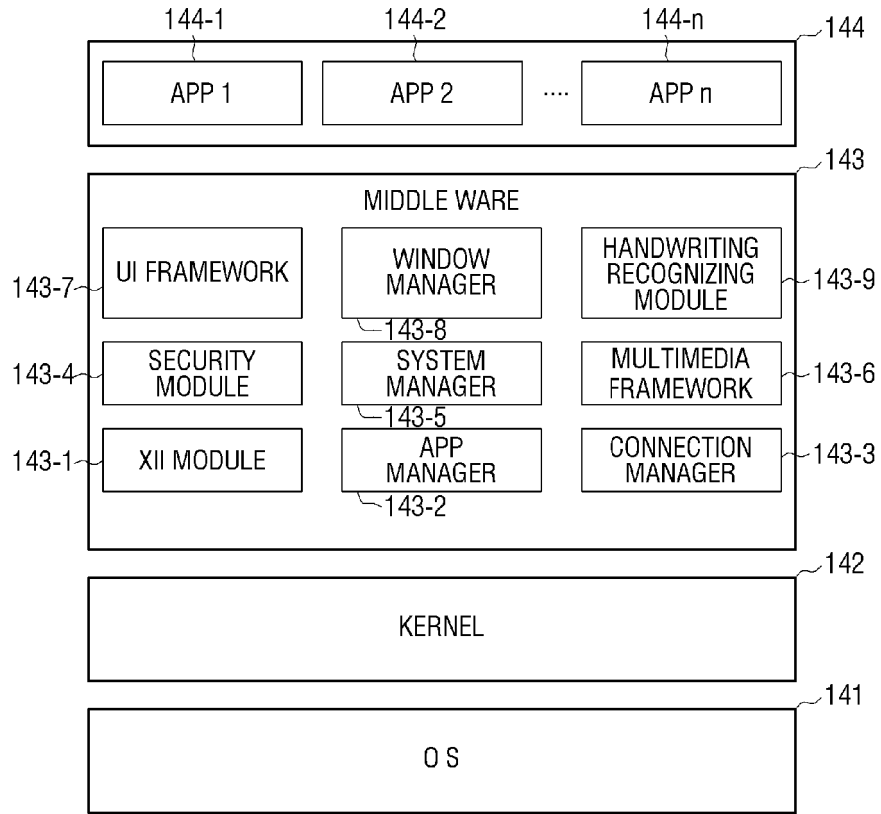 144-1 144-2 144-n 144
APP 1 APP 2 .... APP n
143
MIDDLE WARE
UI FRAMEWORK
143-7
WINDOW
MANAGER
143-8
HANDWRITING
RECOGNIZING
MODULE
143-9
SECURITY
MODULE
143-4
SYSTEM
MANAGER
143-5
MULTIMEDIA
FRAMEWORK
143-6
XII MODULE
143-1
APP
MANAGER
143-2
CONNECTION
MANAGER
143-3
142
KERNEL
141
O S